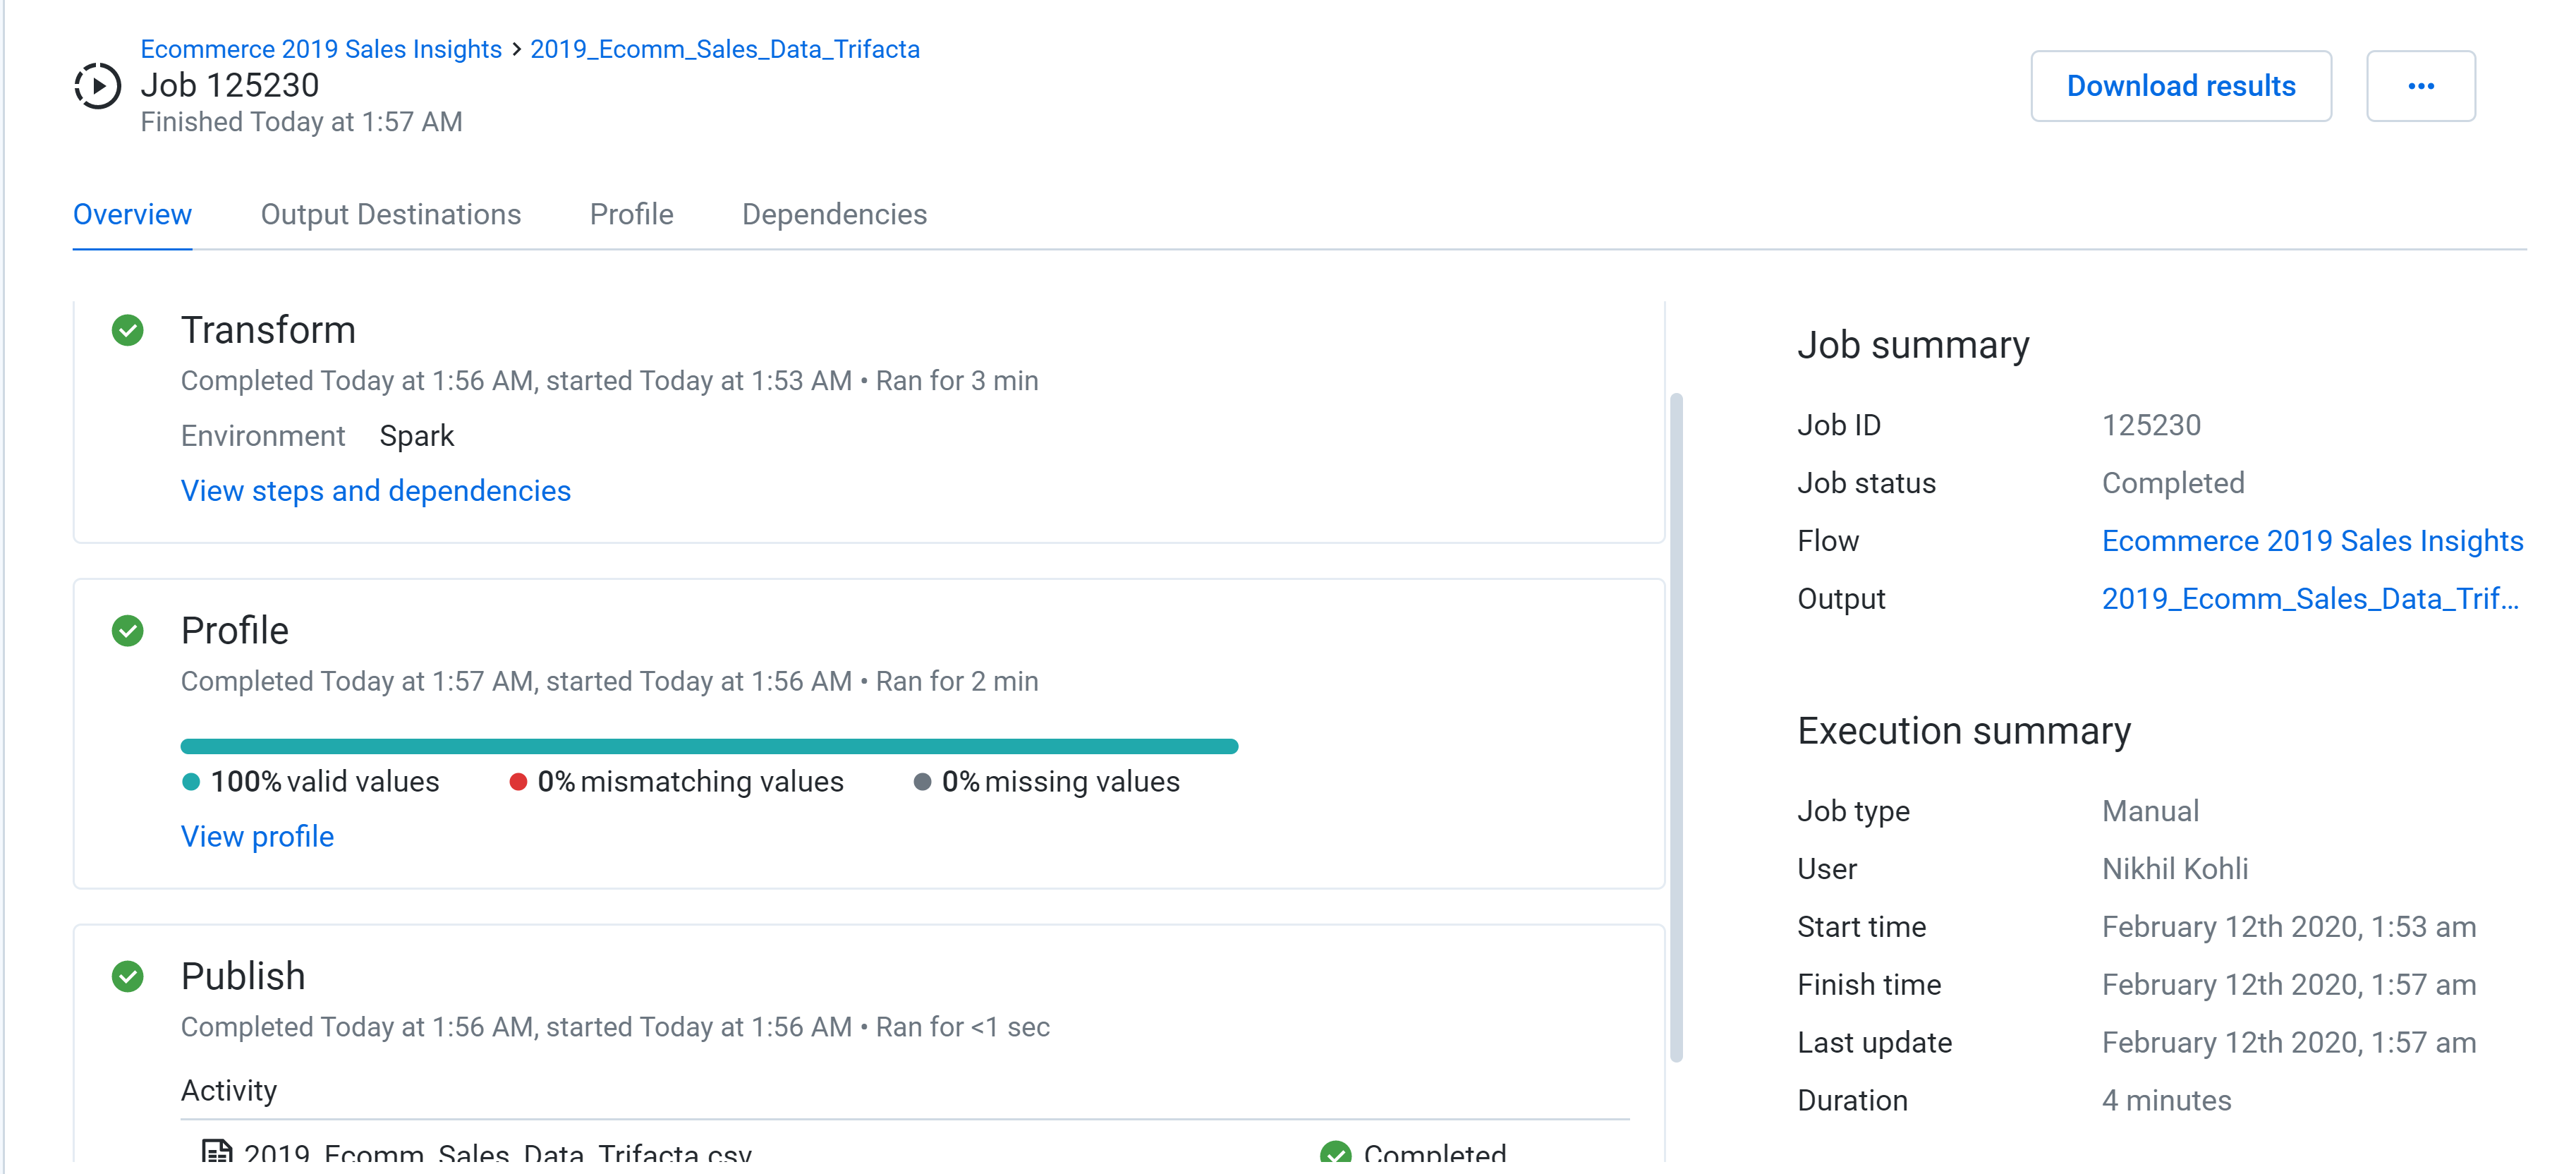 Ecommerce 2019 Sales Insights > 2019_Ecomm_Sales_Data_Trifacta
Job 125230
Finished Today at 1:57 AM
Download results
...
Overview Output Destinations Profile Dependencies
Transform
Completed Today at 1:56 AM, started Today at 1:53 AM • Ran for 3 min
Environment Spark
View steps and dependencies
Profile
Completed Today at 1:57 AM, started Today at 1:56 AM • Ran for 2 min
100% valid values 0% mismatching values 0% missing values
View profile
Publish
Completed Today at 1:56 AM, started Today at 1:56 AM • Ran for <1 sec
Activity
2019_Ecomm_Sales_Data_Trifacta.csv Completed
Job summary
Job ID 125230
Job status Completed
Flow Ecommerce 2019 Sales Insights
Output 2019_Ecomm_Sales_Data_Trif...
Execution summary
Job type Manual
User Nikhil Kohli
Start time February 12th 2020, 1:53 am
Finish time February 12th 2020, 1:57 am
Last update February 12th 2020, 1:57 am
Duration 4 minutes